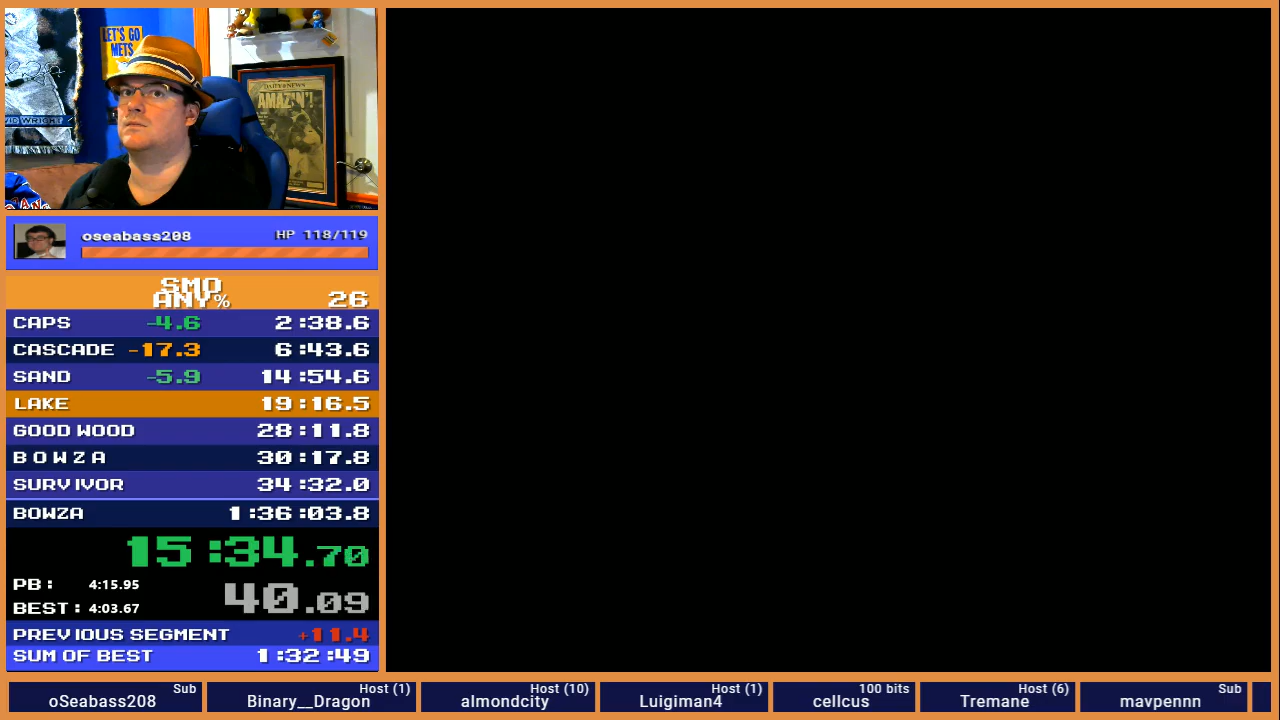 LET'S GO
METS
DAILY NEWS
AMAZIN'!
VID WRIGHT
oseabass208 HP 118/119
SMO
ANY% 26
CAPS -4.6 2:38.6
CASCADE -17.3 6:43.6
SAND -5.9 14:54.6
LAKE 19:16.5
GOOD WOOD 28:11.8
B O W Z A 30:17.8
SURVIVOR 34:32.0
BOWZA 1:36:03.8
15:34.70
PB: 4:15.95
40.09
BEST: 4:03.67
PREVIOUS SEGMENT +11.4
SUM OF BEST 1:32:49
Sub Host (1) Host (10) Host (1) 100 bits Host (6) Sub
oSeabass208 Binary__Dragon almondcity Luigiman4 cellcus Tremane mavpennn